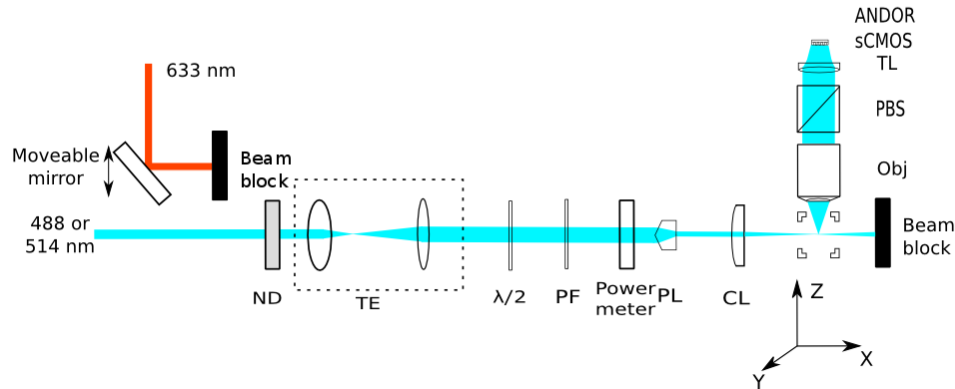 ANDOR
sCMOS
TL
633 nm
PBS
Moveable
mirror
Beam
block
Obj
488 or
514 nm
Beam
block
ND
TE
λ/2
PF
Power
meter
PL
CL
Z
X
Y